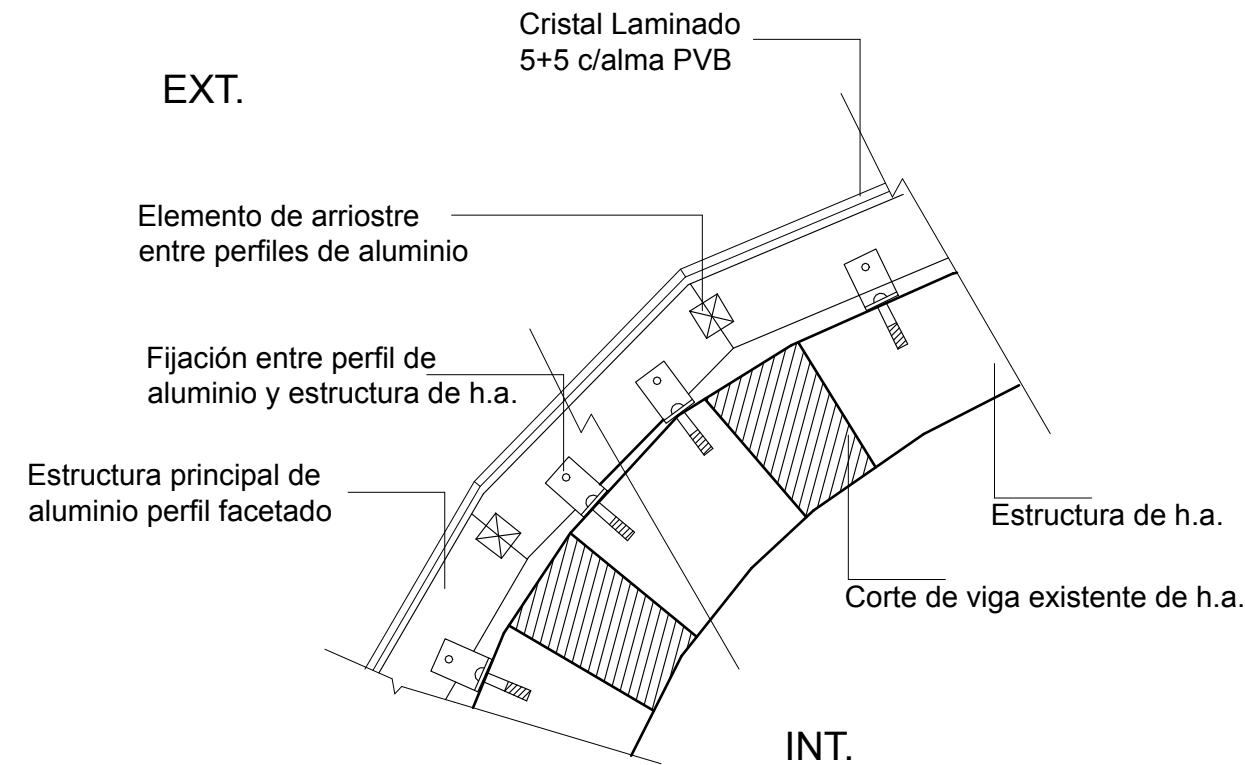 Cristal Laminado
5+5 c/alma PVB
EXT.
Elemento de arriostre
entre perfiles de aluminio
Fijación entre perfil de
aluminio y estructura de h.a.
Estructura principal de
aluminio perfil facetado
Estructura de h.a.
Corte de viga existente de h.a.
INT.